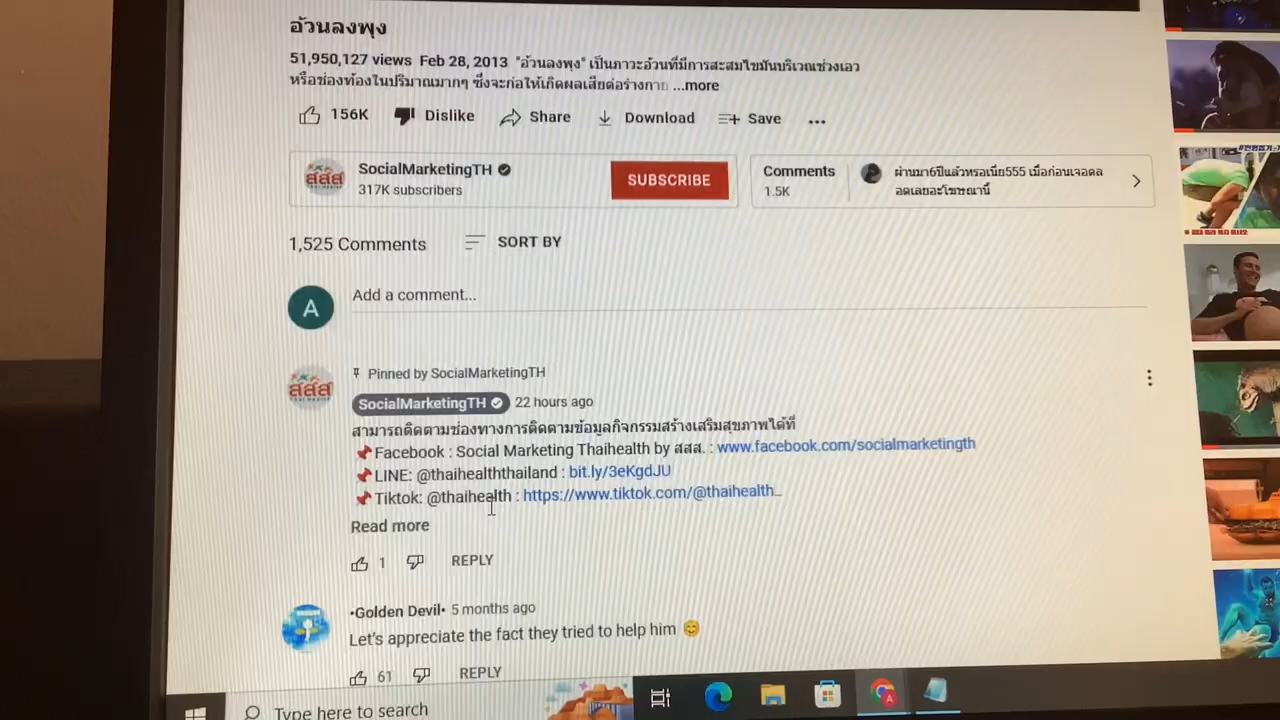 อ้วนลงพุง
51,950,127 views Feb 28, 2013 "อ้วนลงพุง" เป็นภาวะอ้วนที่มีการสะสมไขมันบริเวณช่วงเอว
หรือช่องท้องในปริมาณมากๆ ซึ่งจะก่อให้เกิดผลเสียต่อร่างกาย ...more
156K Dislike Share Download Save ...
SocialMarketingTH
317K subscribers
SUBSCRIBE
Comments
1.5K
ผ่านมา6ปีแล้วหรอเนี่ย555 เมื่อก่อนเจอตล
อดเลยอะโฆษณานี้
1,525 Comments SORT BY
A Add a comment...
Pinned by SocialMarketingTH
สสส
SocialMarketingTH 22 hours ago
สามารถติดตามช่องทางการติดตามข้อมูลกิจกรรมสร้างเสริมสุขภาพได้ที่
📌Facebook : Social Marketing Thaihealth by สสส. : www.facebook.com/socialmarketingth
📌LINE: @thaihealththailand : bit.ly/3eKgdJU
📌Tiktok: @thaihealth : https://www.tiktok.com/@thaihealth_
Read more
1 REPLY
•Golden Devil• 5 months ago
Let's appreciate the fact they tried to help him 😊
61 REPLY
Type here to search